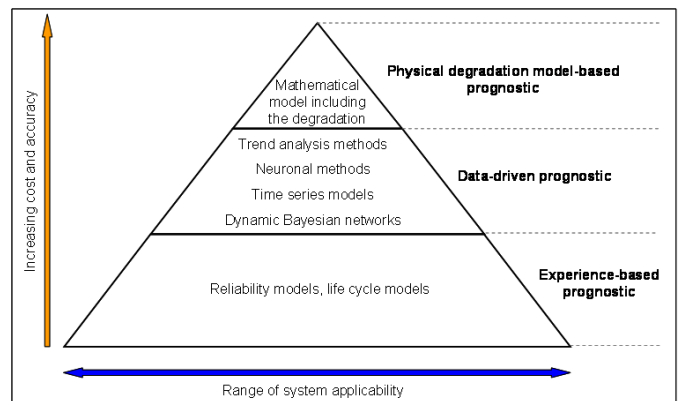 Increasing cost and accuracy
Mathematical
model including
the degradation
Physical degradation model-based
prognostic
Trend analysis methods
Neuronal methods
Time series models
Dynamic Bayesian networks
Data-driven prognostic
Reliability models, life cycle models
Experience-based
prognostic
Range of system applicability